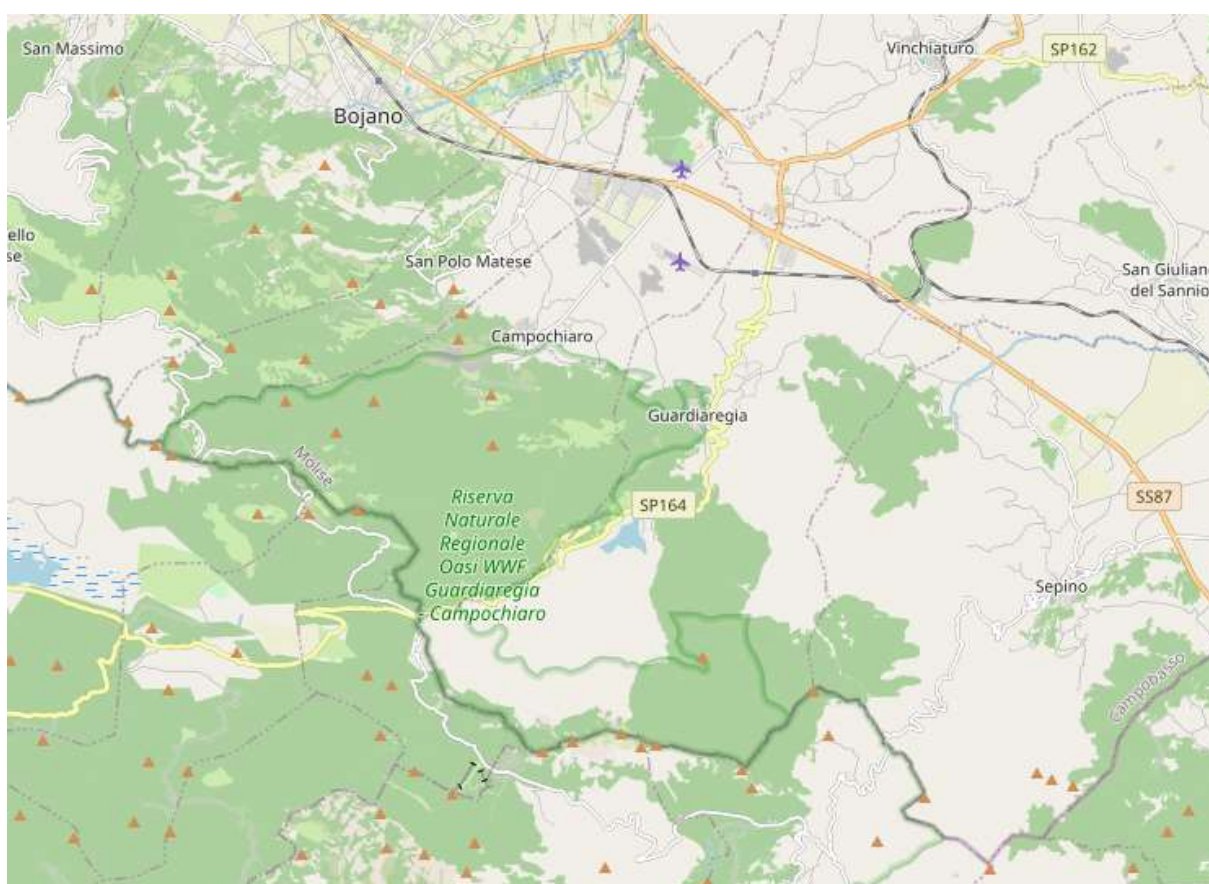 San Massimo
Vinchiaturo
SP162
Bojano
ello
se
San Polo Matese
San Giuliano
del Sannio
Campochiaro
Guardiaregia
Molise
Riserva
Naturale
Regionale
Oasi WWF
Guardiaregia
- Campochiaro
SP164
SS87
Sepino
Campobasso